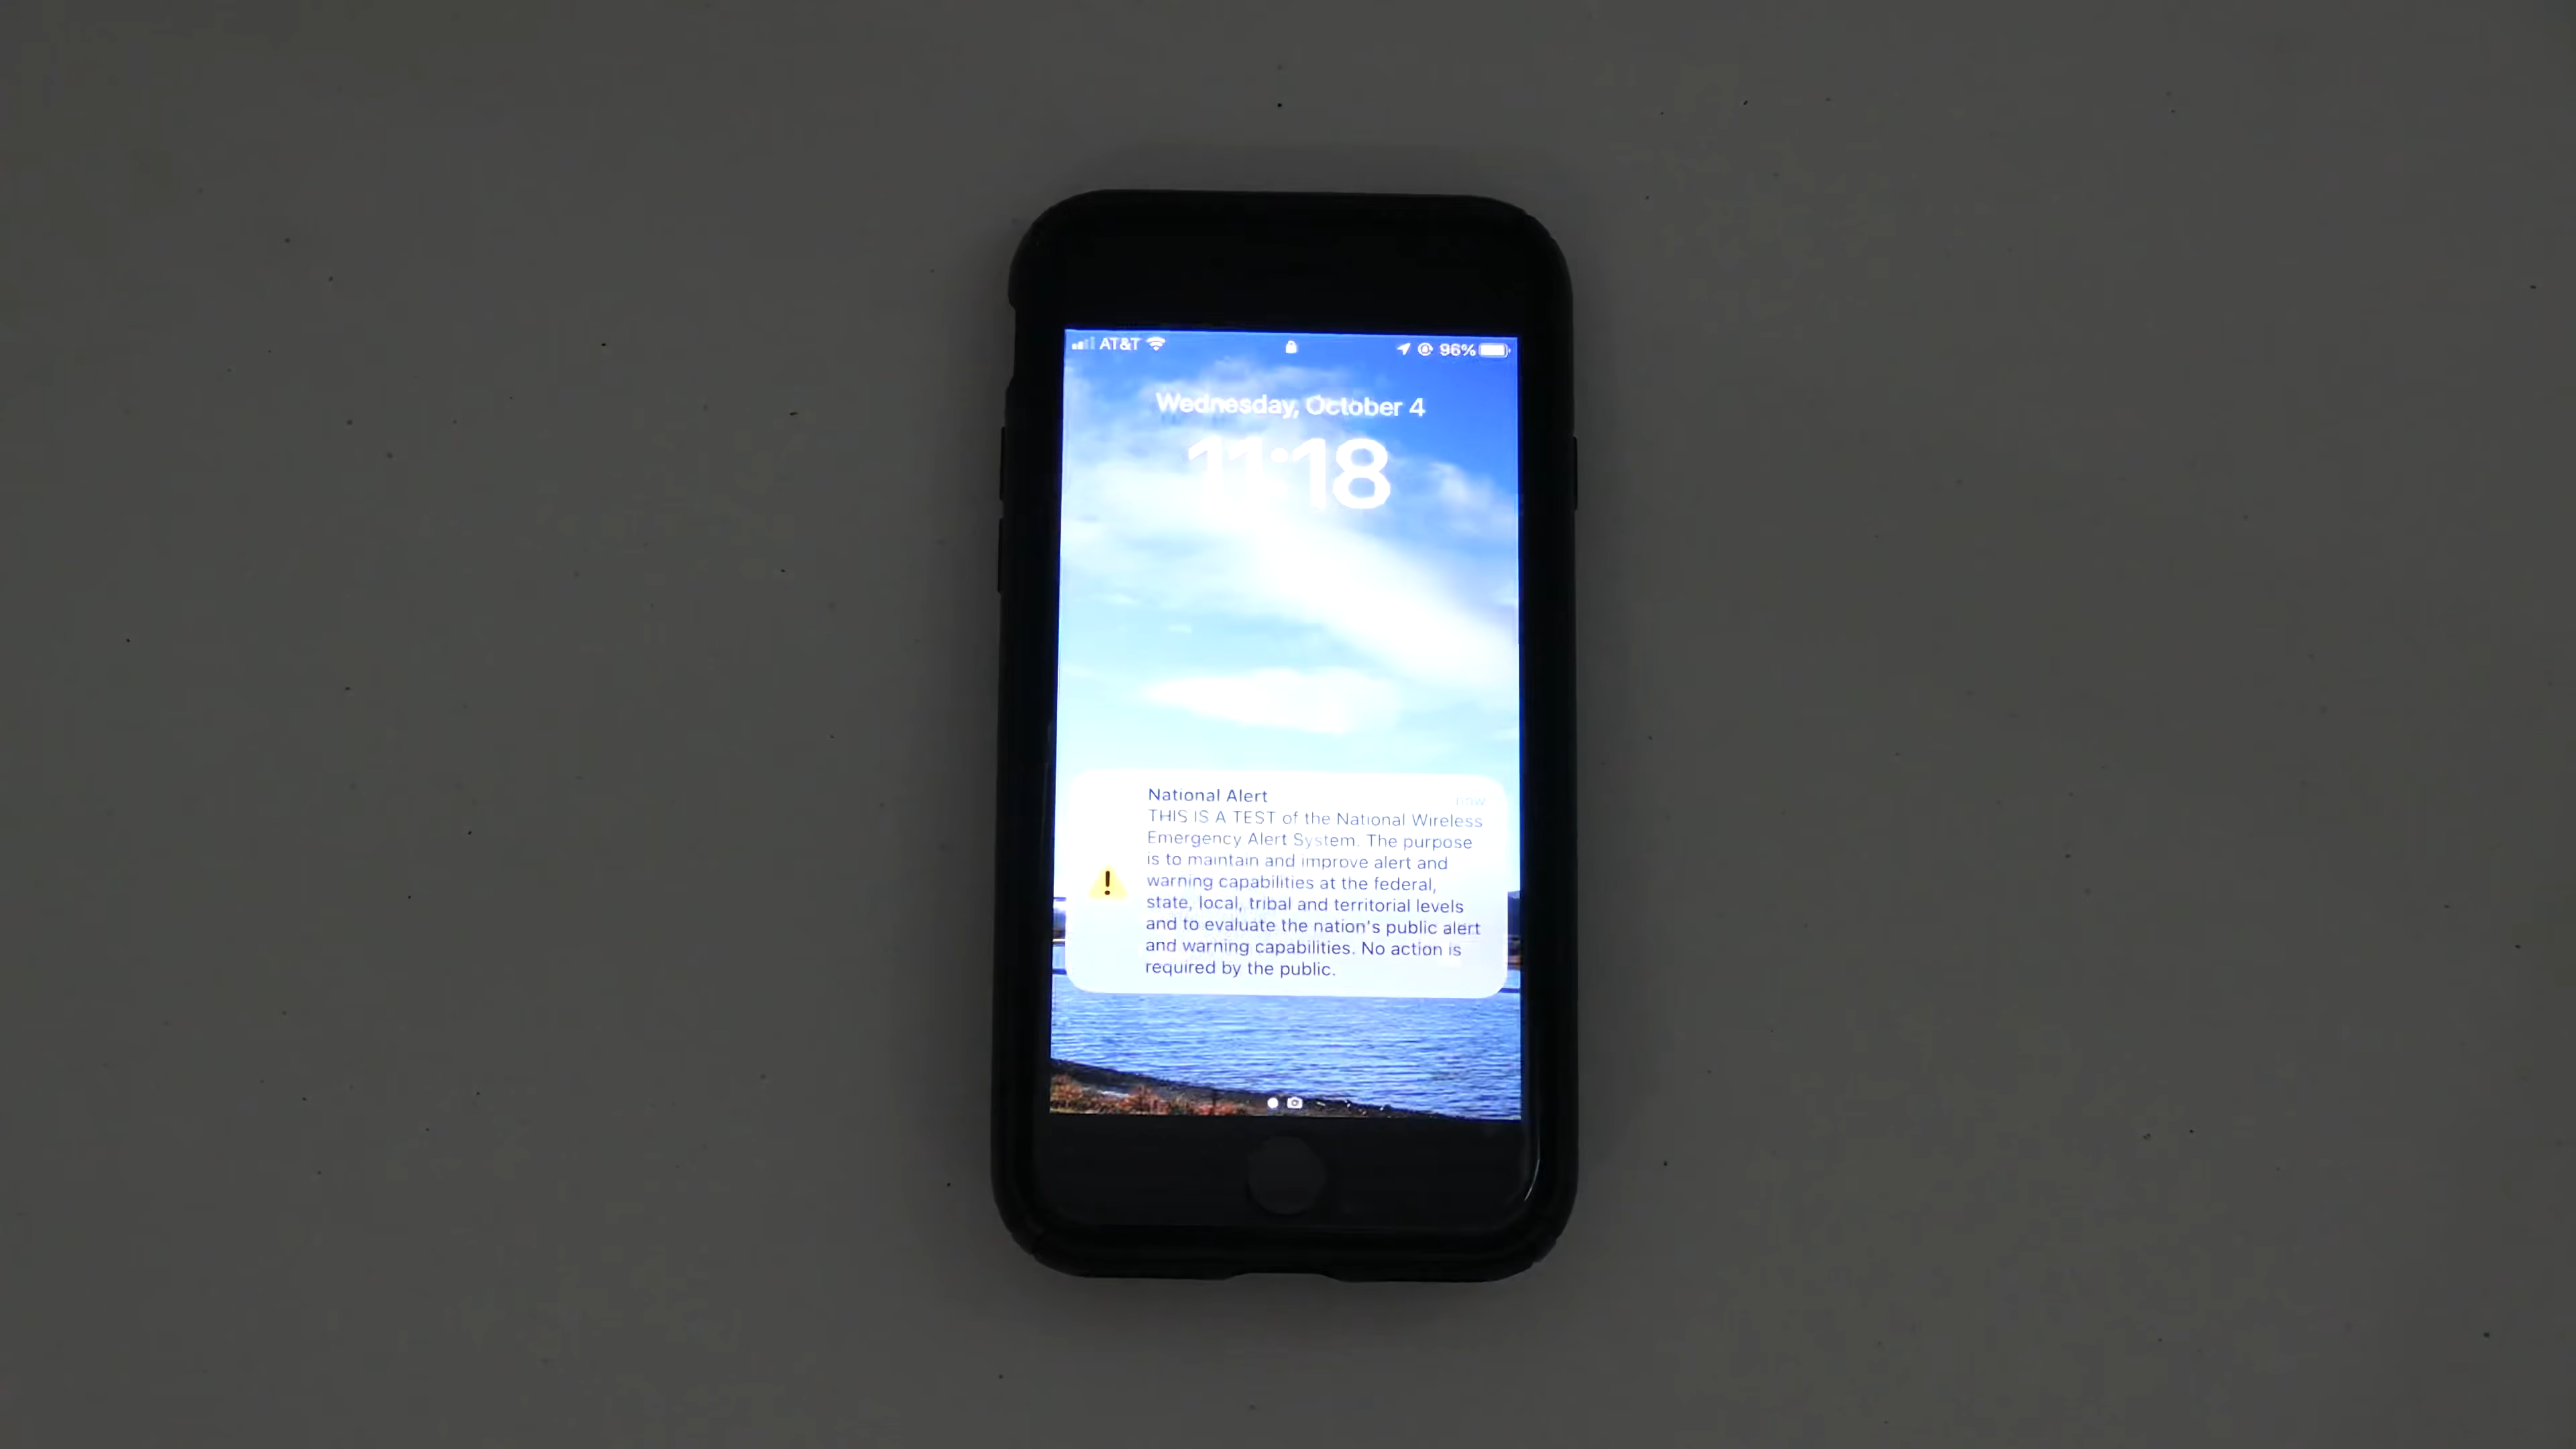 AT&T 96%
Wednesday, October 4
11:18
National Alert now
THIS IS A TEST of the National Wireless
Emergency Alert System. The purpose
is to maintain and improve alert and
warning capabilities at the federal,
state, local, tribal and territorial levels
and to evaluate the nation's public alert
and warning capabilities. No action is
required by the public.